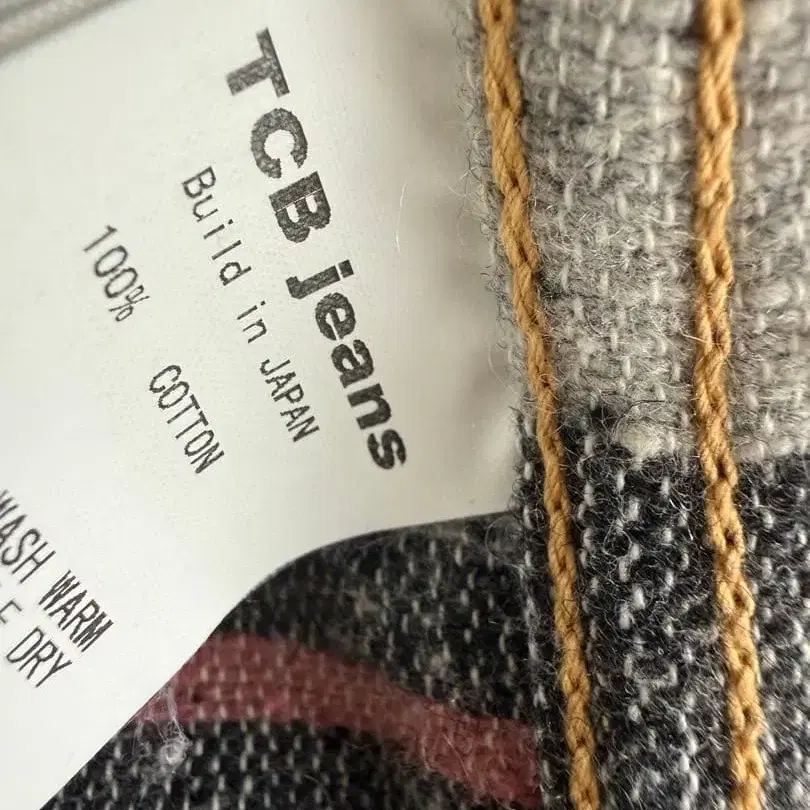 TCB jeans
Build in JAPAN
100% COTTON
WASH WARM
DRY